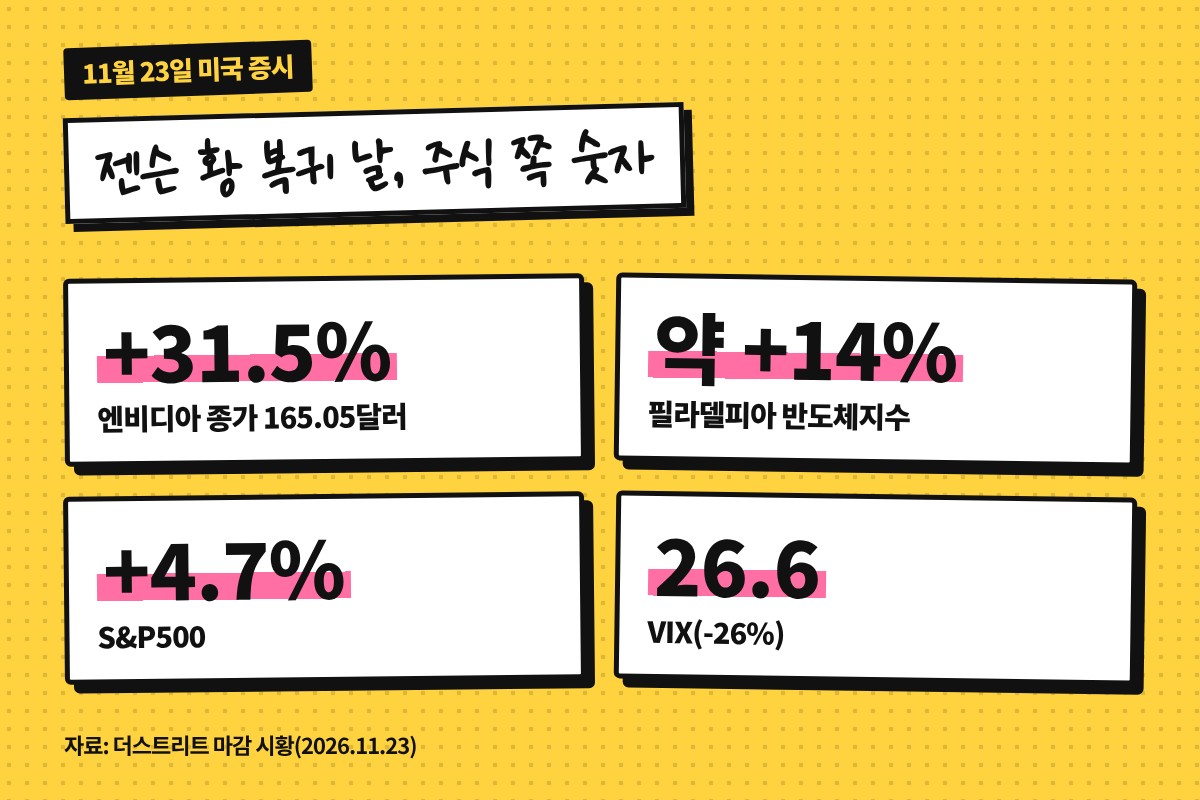 11월 23일 미국 증시
젠슨 황 복귀 날, 주식 쪽 숫자
+31.5%
엔비디아 종가 165.05달러
약 +14%
필라델피아 반도체지수
+4.7%
S&P500
26.6
VIX(-26%)
자료: 더스트리트 마감 시황(2026.11.23)